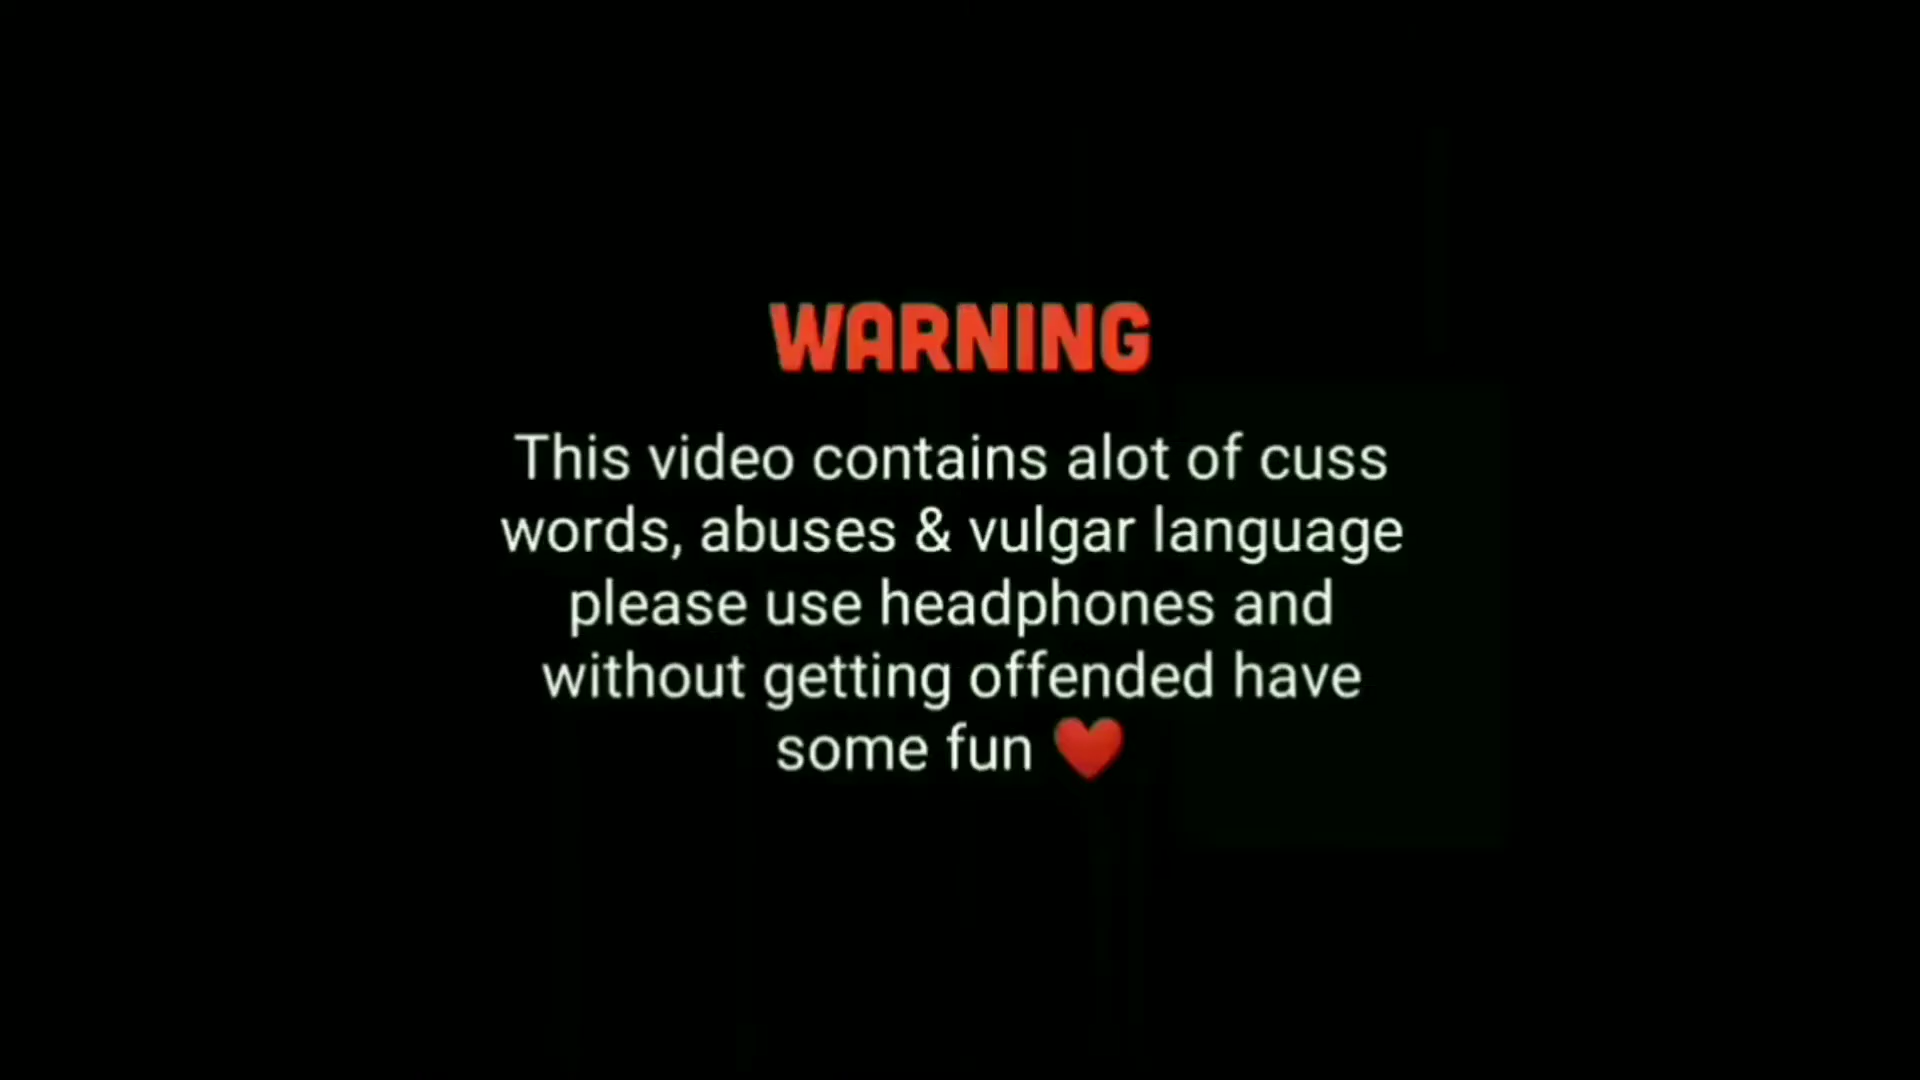 WARNING
This video contains alot of cuss
words, abuses & vulgar language
please use headphones and
without getting offended have
some fun ❤️